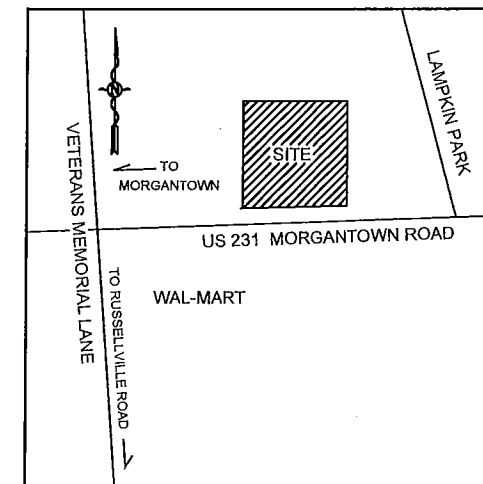 N
LAMPKIN PARK
VETERANS MEMORIAL LANE
SITE
TO
MORGANTOWN
US 231 MORGANTOWN ROAD
WAL-MART
TO RUSSELLVILLE ROAD